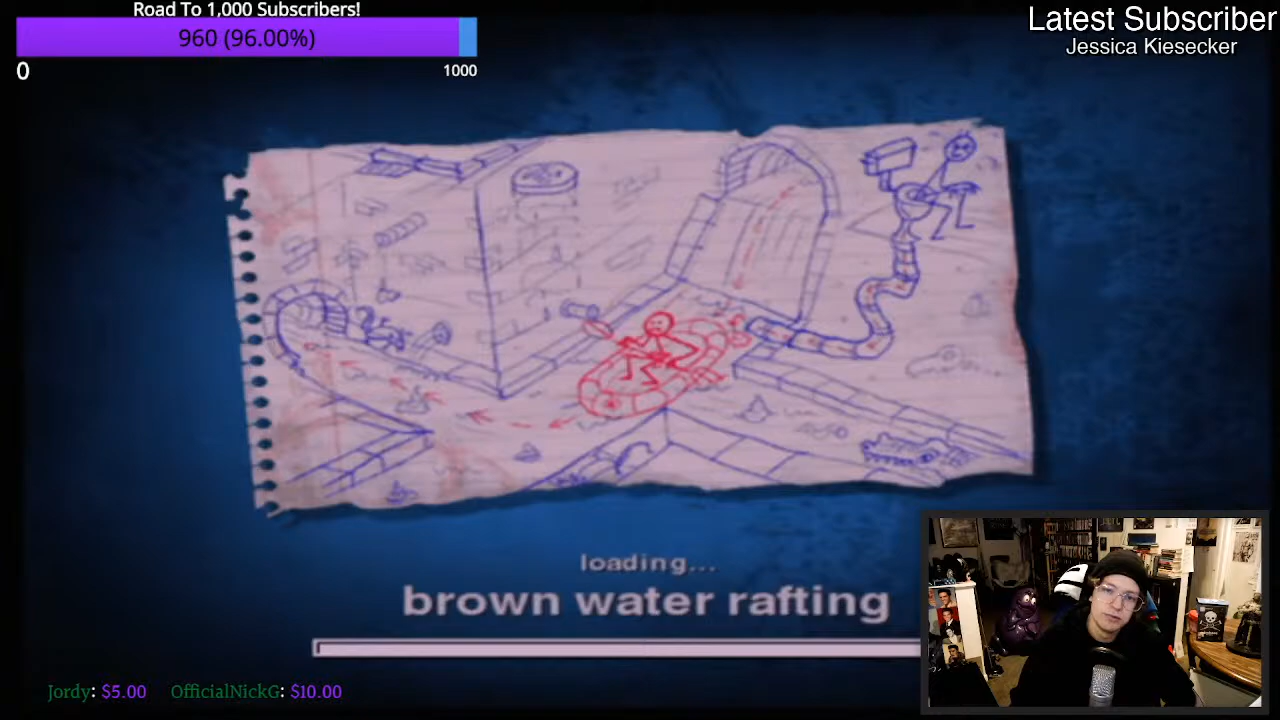 Road To 1,000 Subscribers!
960 (96.00%)
0
1000
Latest Subscriber
Jessica Kiesecker
loading...
brown water rafting
Jordy: $5.00 OfficialNickG: $10.00